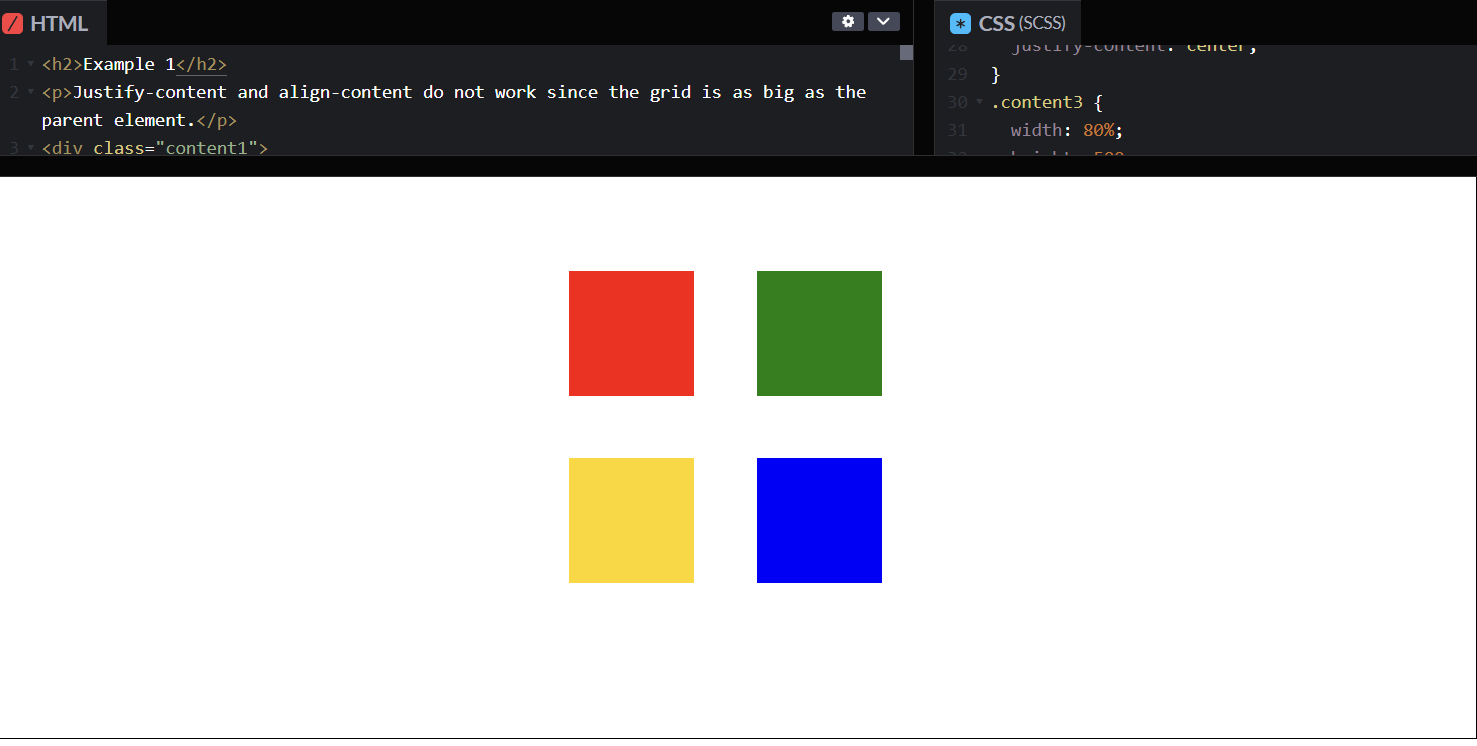 HTML
1 <h2>Example 1</h2>
2 <p>Justify-content and align-content do not work since the grid is as big as the
parent element.</p>
3 <div class="content1">
CSS (SCSS)
28 justify-content: center;
29 }
30 .content3 {
31 width: 80%;